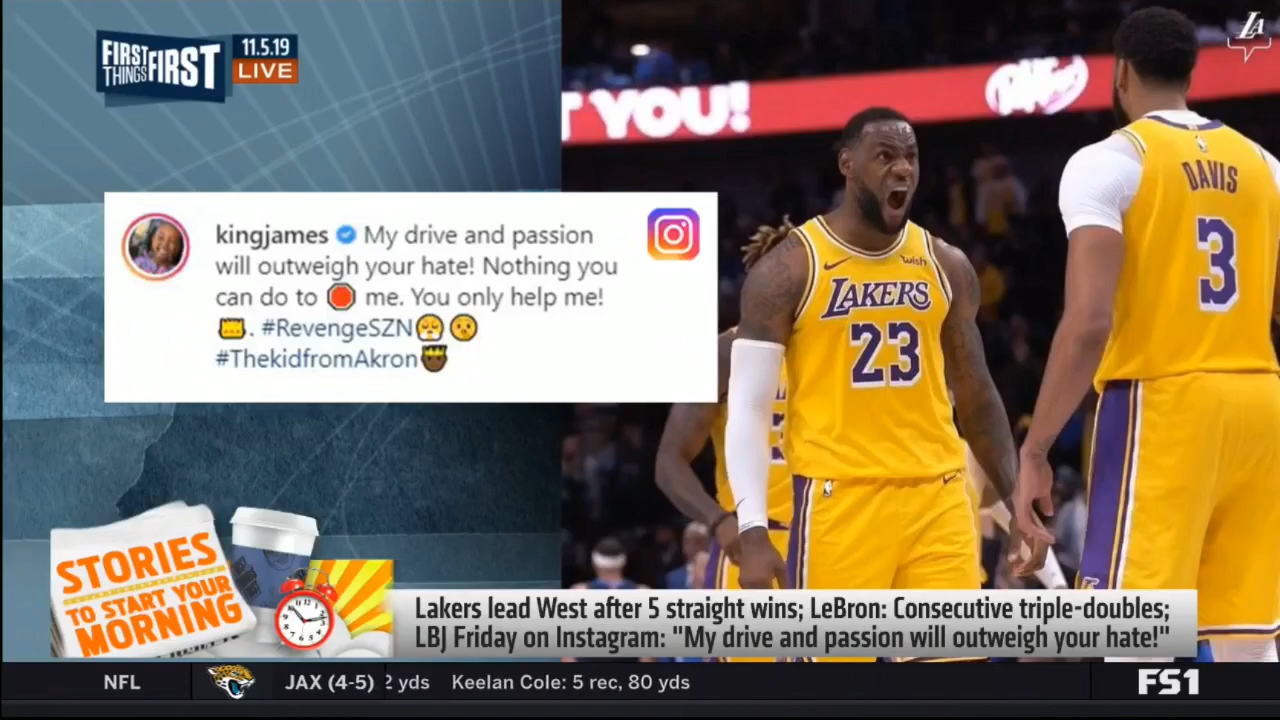 FIRST
THINGS FIRST
11.5.19
LIVE
LA
T YOU!
kingjames My drive and passion
will outweigh your hate! Nothing you
can do to 🛑 me. You only help me!
. #RevengeSZN
#ThekidfromAkron
wish
LAKERS
23
DAVIS
3
STORIES
TO START YOUR
MORNING
Lakers lead West after 5 straight wins; LeBron: Consecutive triple-doubles;
LBJ Friday on Instagram: "My drive and passion will outweigh your hate!"
NFL
JAX (4-5)
2 yds
Keelan Cole: 5 rec, 80 yds
FS1